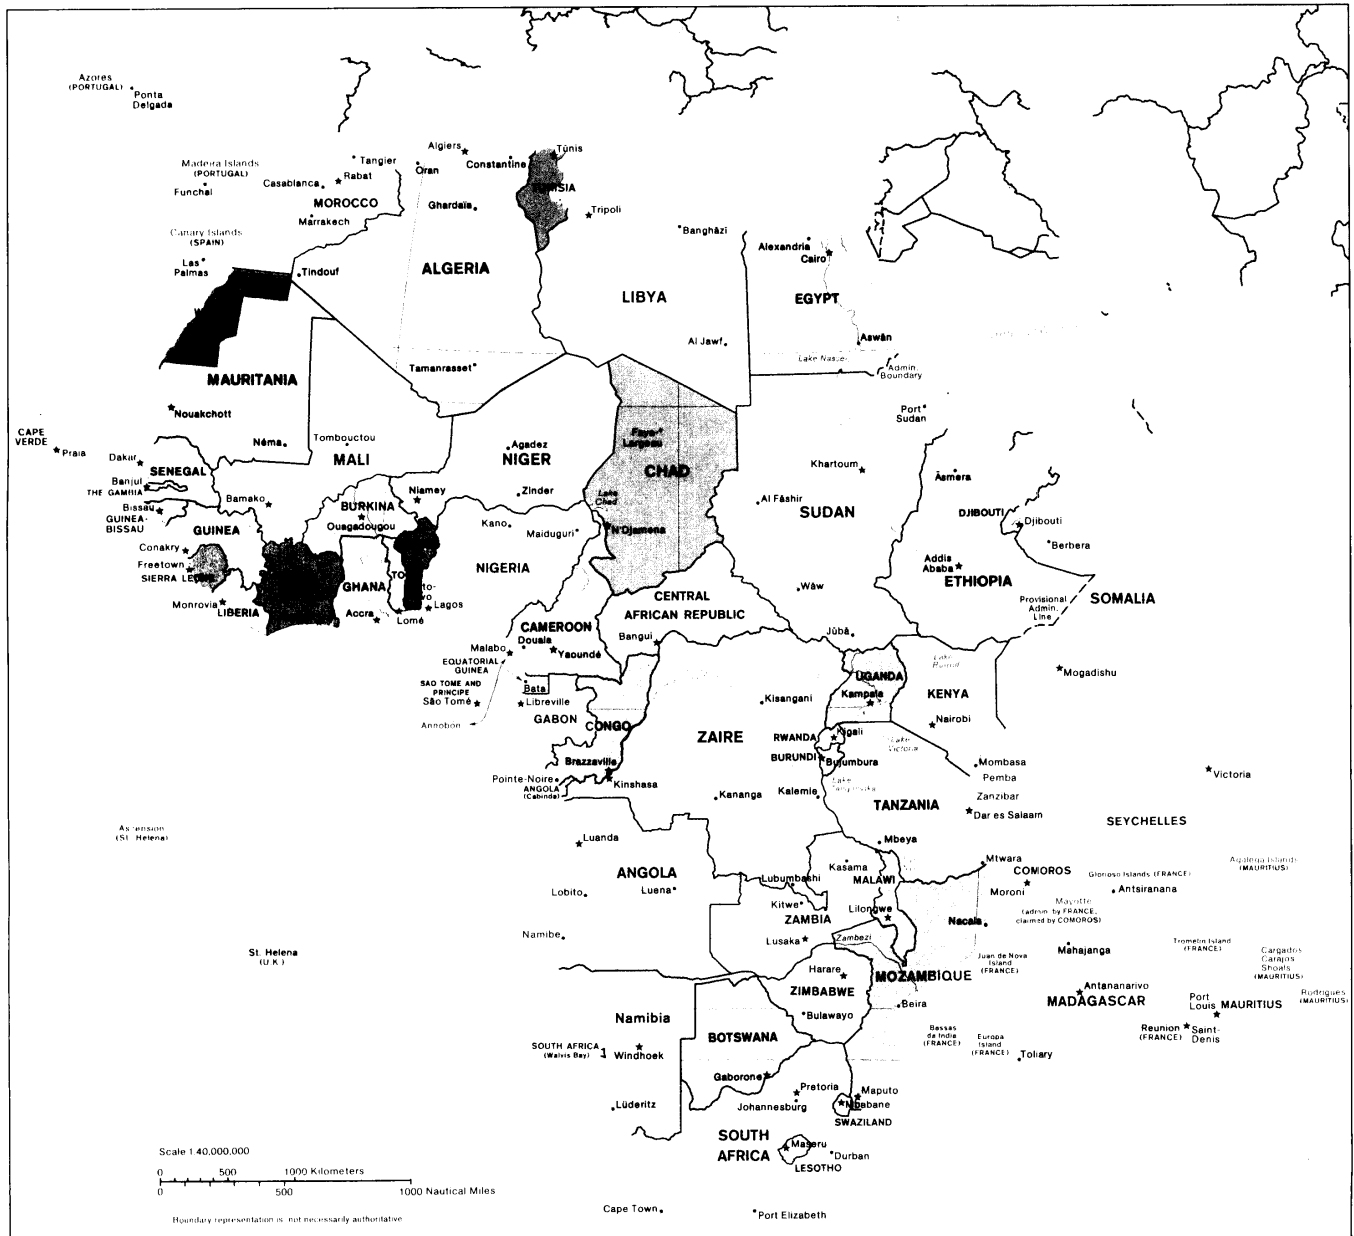 Azores
(PORTUGAL)
Ponta
Delgada
Madeira Islands
(PORTUGAL)
Funchal
Tangier
Rabat
Casablanca
MOROCCO
Marrakech
Algiers
Oran
Constantine
Ghardaïa
Tūnis
Tripoli
Banghāzī
Alexandria
Cairo
Canary Islands
(SPAIN)
Las
Palmas
Tindouf
ALGERIA
LIBYA
EGYPT
Al Jawf
Aswān
Lake Nasser
Admin.
Boundary
Tamanrasset
MAURITANIA
Nouakchott
CAPE
VERDE
Praia
Néma
Tombouctou
MALI
Agadez
NIGER
Zinder
Faya-
Largeau
CHAD
Lake
Chad
N'Djamena
Port
Sudan
Khartoum
Al Fāshir
SUDAN
Āsmera
DJIBOUTI
Djibouti
Berbera
Addis
Ababa
ETHIOPIA
Provisional
Admin.
Line
SOMALIA
Mogadishu
Dakar
SENEGAL
Banjul
THE GAMBIA
Bissau
GUINEA-
BISSAU
Bamako
BURKINA
Ouagadougou
Niamey
GUINEA
Conakry
Freetown
SIERRA
Monrovia
LIBERIA
GHANA
Accra
Lomé
Lagos
Kano
Maiduguri
NIGERIA
Wāw
Jūbā
CENTRAL
AFRICAN REPUBLIC
Bangui
CAMEROON
Douala
Yaoundé
Malabo
EQUATORIAL
GUINEA
SAO TOME AND
PRINCIPE
São Tomé
Bata
Libreville
GABON
Annobon
CONGO
Brazzaville
Pointe-Noire
ANGOLA
(Cabinda)
Kinshasa
ZAIRE
Kisangani
Kananga
Kalemie
UGANDA
Kampala
Lake
Rudolf
KENYA
Nairobi
RWANDA
Kigali
BURUNDI
Bujumbura
Lake
Victoria
Lake
Tanganyika
Mombasa
Pemba
Zanzibar
TANZANIA
Dar es Salaam
Mbeya
Mtwara
Victoria
SEYCHELLES
Ascension
(St. Helena)
Luanda
ANGOLA
Lobito
Luena
Namibe
Lubumbashi
Kasama
MALAWI
Kitwe
ZAMBIA
Lilongwe
Lusaka
Zambezi
Nacala
COMOROS
Moroni
Mayotte
(admin. by FRANCE,
claimed by COMOROS)
Glorioso Islands (FRANCE)
Antsiranana
Agalega Islands
(MAURITIUS)
St. Helena
(U.K.)
Harare
ZIMBABWE
Bulawayo
MOZAMBIQUE
Beira
Juan de Nova
Island
(FRANCE)
Mahajanga
Tromelin Island
(FRANCE)
Cargados
Carajos
Shoals
(MAURITIUS)
Antananarivo
MADAGASCAR
Port
Louis
MAURITIUS
Rodrigues
(MAURITIUS)
Reunion
(FRANCE)
Saint-
Denis
Bassas
da India
(FRANCE)
Europa
Island
(FRANCE)
Toliary
Namibia
SOUTH AFRICA
(Walvis Bay)
Windhoek
BOTSWANA
Gaborone
Lüderitz
Pretoria
Johannesburg
Maputo
Mbabane
SWAZILAND
SOUTH
AFRICA
Maseru
LESOTHO
Durban
Cape Town
Port Elizabeth
Scale 1:40,000,000
0 500 1000 Kilometers
0 500 1000 Nautical Miles
Boundary representation is not necessarily authoritative